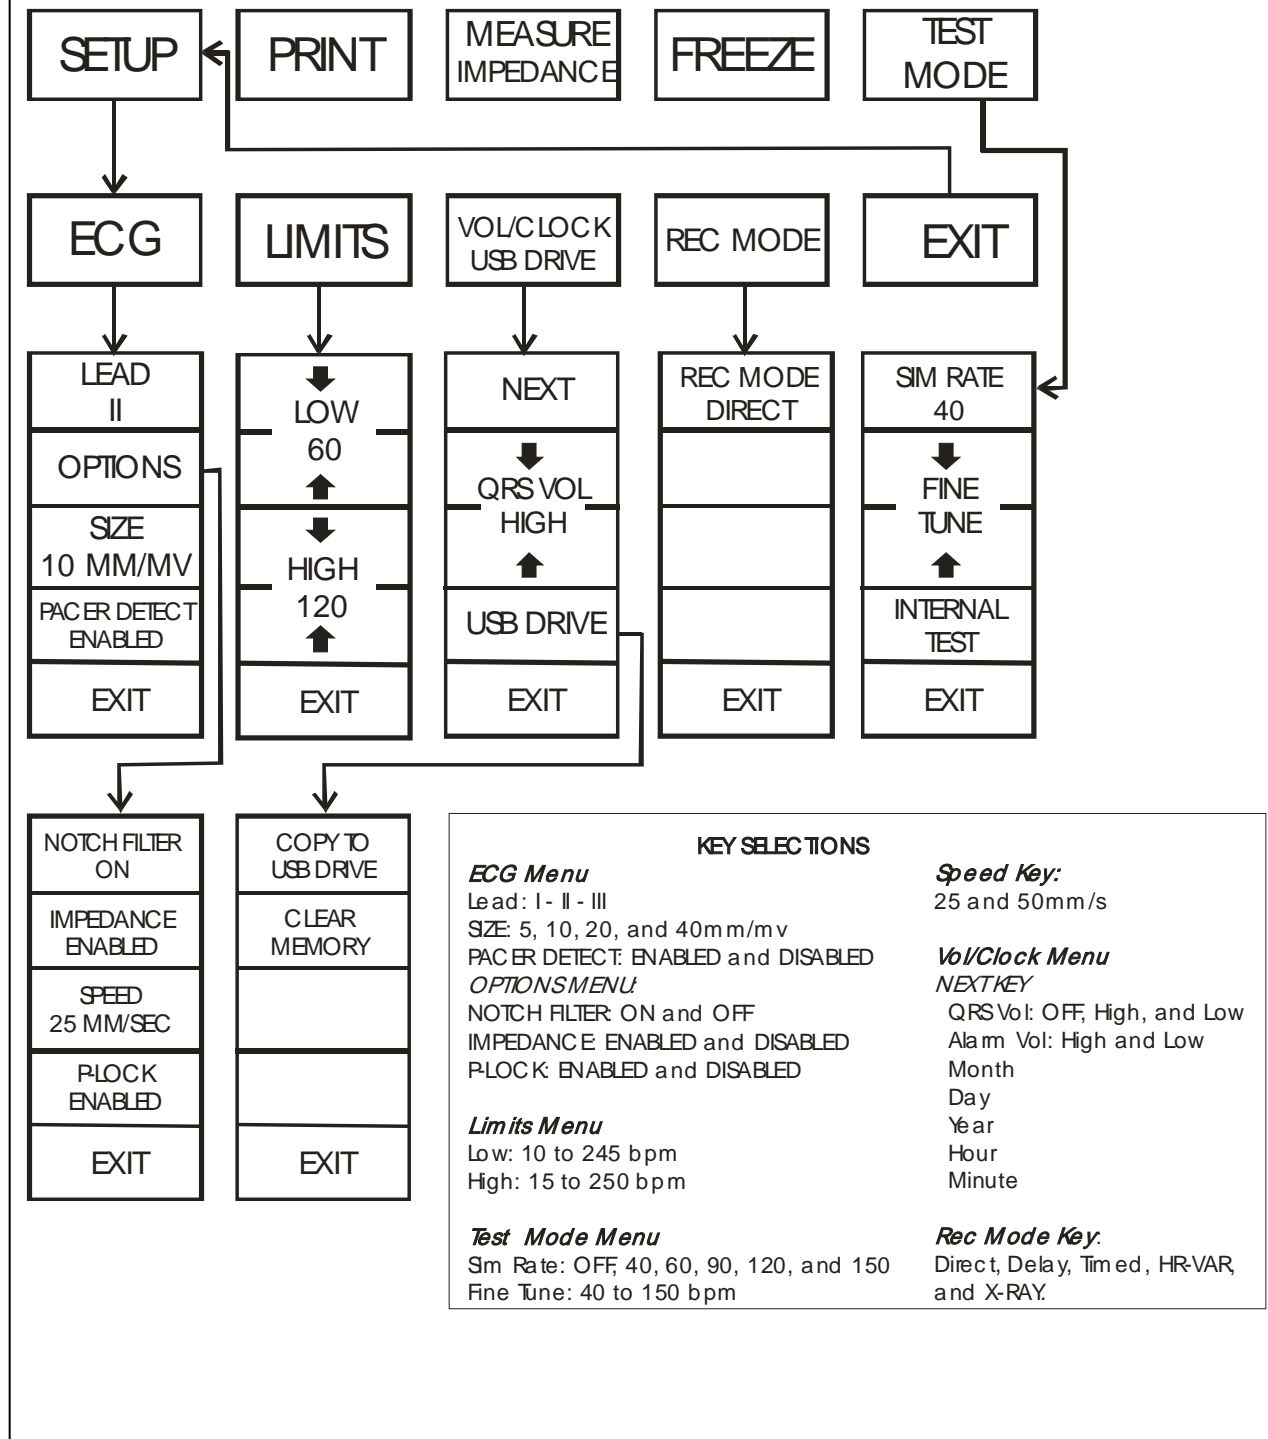 SETUP
PRINT
MEASURE
IMPEDANCE
FREEZE
TEST
MODE
ECG
LIMITS
VOL/CLOCK
USB DRIVE
REC MODE
EXIT
LEAD
II
OPTIONS
SIZE
10 MM/MV
PACER DETECT
ENABLED
EXIT
LOW
60
HIGH
120
EXIT
NEXT
QRS VOL
HIGH
USB DRIVE
EXIT
REC MODE
DIRECT
EXIT
SIM RATE
40
FINE
TUNE
INTERNAL
TEST
EXIT
NOTCH FILTER
ON
IMPEDANCE
ENABLED
SPEED
25 MM/SEC
P-LOCK
ENABLED
EXIT
COPY TO
USB DRIVE
CLEAR
MEMORY
EXIT
KEY SELECTIONS
ECG Menu
Lead: I - II - III
SIZE: 5, 10, 20, and 40mm/mv
PACER DETECT: ENABLED and DISABLED
OPTIONS MENU:
NOTCH FILTER: ON and OFF
IMPEDANCE: ENABLED and DISABLED
P-LOCK: ENABLED and DISABLED
Limits Menu
Low: 10 to 245 bpm
High: 15 to 250 bpm
Test Mode Menu
Sim Rate: OFF, 40, 60, 90, 120, and 150
Fine Tune: 40 to 150 bpm
Speed Key:
25 and 50mm/s
Vol/Clock Menu
NEXT KEY
QRS Vol: OFF, High, and Low
Alarm Vol: High and Low
Month
Day
Year
Hour
Minute
Rec Mode Key:
Direct, Delay, Timed, HR-VAR,
and X-RAY.